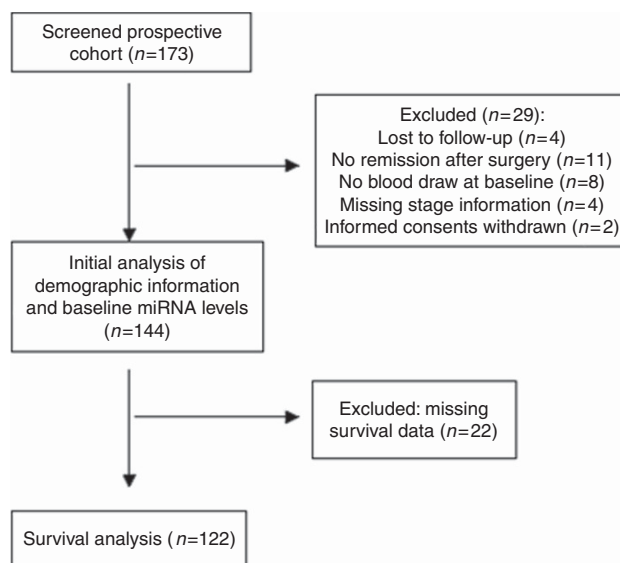 Screened prospective
cohort (n=173)
Excluded (n=29):
Lost to follow-up (n=4)
No remission after surgery (n=11)
No blood draw at baseline (n=8)
Missing stage information (n=4)
Informed consents withdrawn (n=2)
Initial analysis of
demographic information
and baseline miRNA levels
(n=144)
Excluded: missing
survival data (n=22)
Survival analysis (n=122)